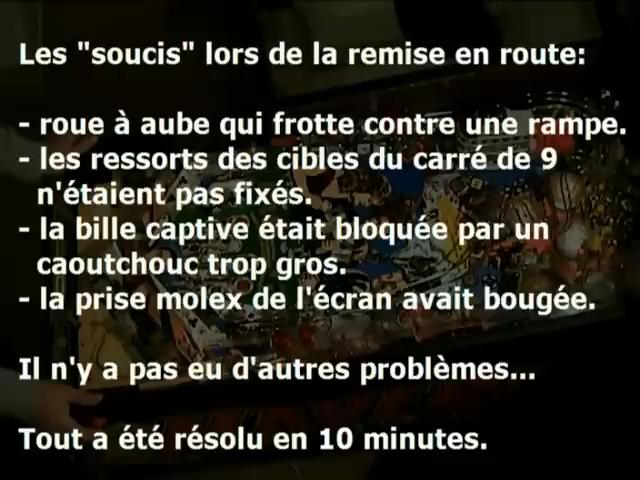 Les "soucis" lors de la remise en route:
- roue à aube qui frotte contre une rampe.
- les ressorts des cibles du carré de 9
n'étaient pas fixés.
- la bille captive était bloquée par un
caoutchouc trop gros.
- la prise molex de l'écran avait bougée.
Il n'y a pas eu d'autres problèmes...
Tout a été résolu en 10 minutes.